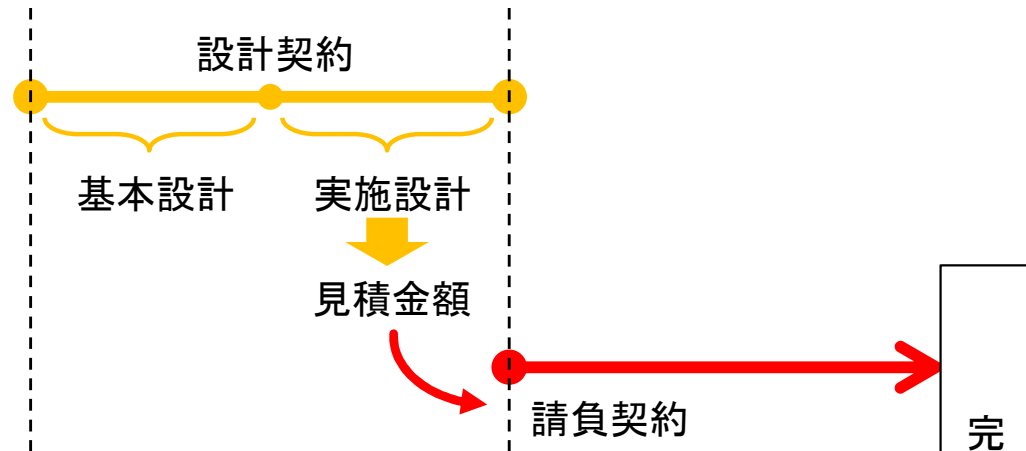 設計契約
基本設計
実施設計
見積金額
請負契約
完